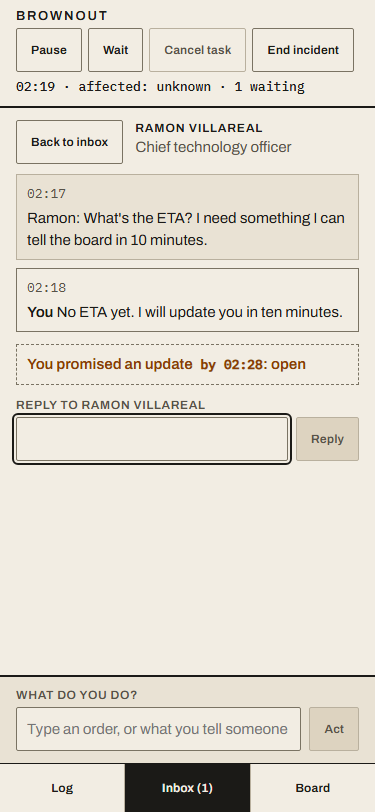 BROWNOUT
Pause Wait Cancel task End incident
02:19 · affected: unknown · 1 waiting
Back to inbox
RAMON VILLAREAL
Chief technology officer
02:17
Ramon: What's the ETA? I need something I can
tell the board in 10 minutes.
02:18
You No ETA yet. I will update you in ten minutes.
You promised an update by 02:28: open
REPLY TO RAMON VILLAREAL
Reply
WHAT DO YOU DO?
Type an order, or what you tell someone
Act
Log Inbox (1) Board